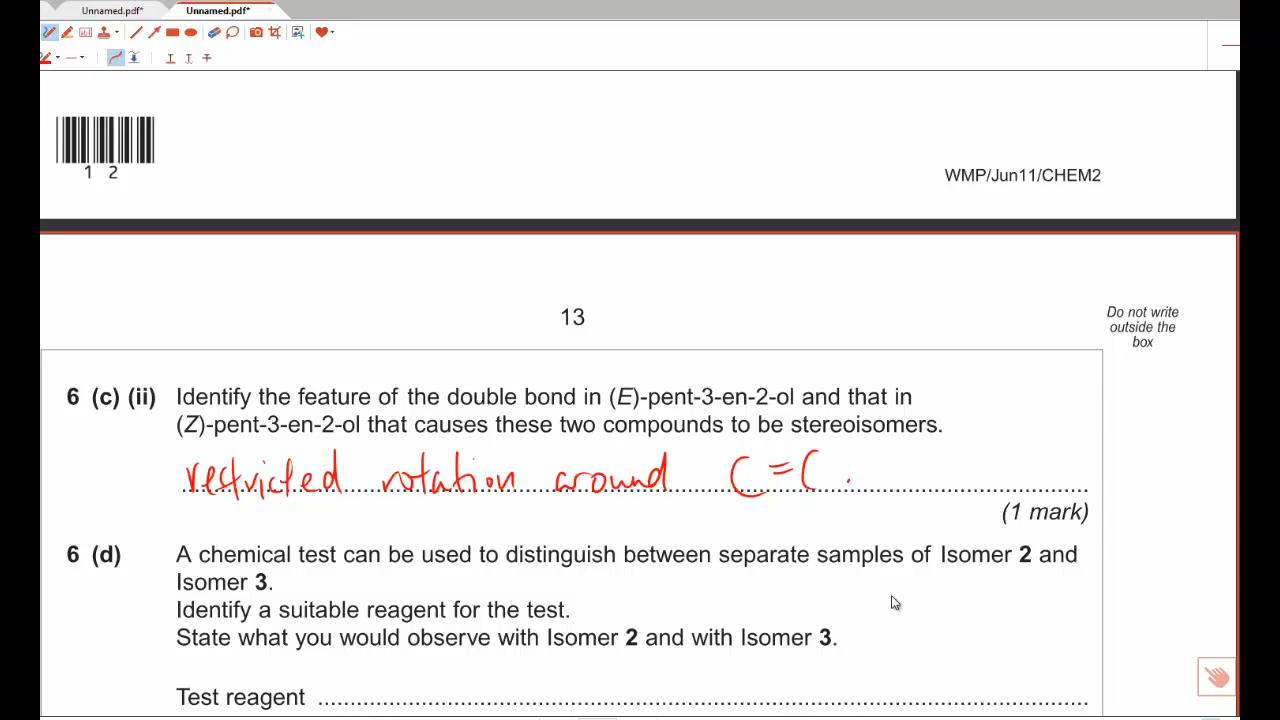 Unnamed.pdf* Unnamed.pdf*
1 2
WMP/Jun11/CHEM2
13
Do not write
outside the
box
6 (c) (ii) Identify the feature of the double bond in (E)-pent-3-en-2-ol and that in
(Z)-pent-3-en-2-ol that causes these two compounds to be stereoisomers.
restricted rotation around C=C.
(1 mark)
6 (d) A chemical test can be used to distinguish between separate samples of Isomer 2 and
Isomer 3.
Identify a suitable reagent for the test.
State what you would observe with Isomer 2 and with Isomer 3.
Test reagent